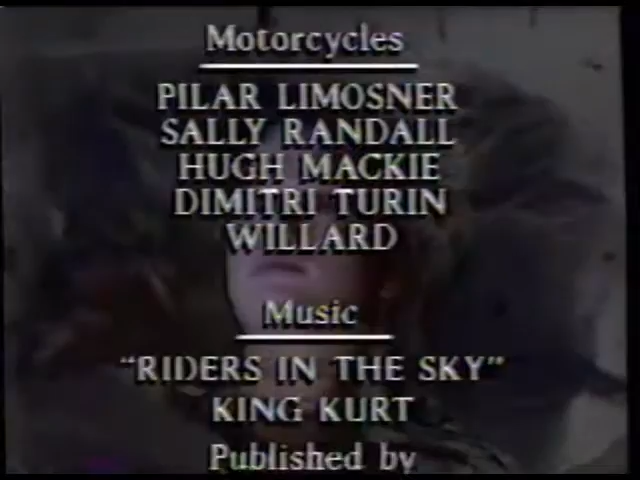 Motorcycles
PILAR LIMOSNER
SALLY RANDALL
HUGH MACKIE
DIMITRI TURIN
WILLARD
Music
"RIDERS IN THE SKY"
KING KURT
Published by